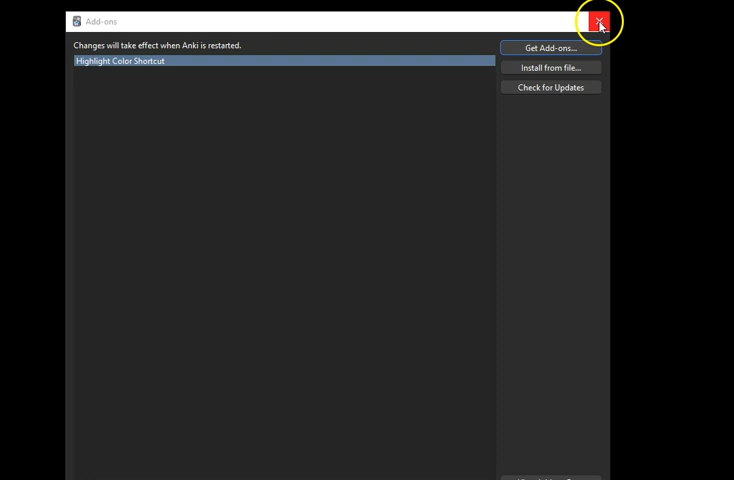 Add-ons
Changes will take effect when Anki is restarted.
Get Add-ons...
Highlight Color Shortcut
Install from file...
Check for Updates